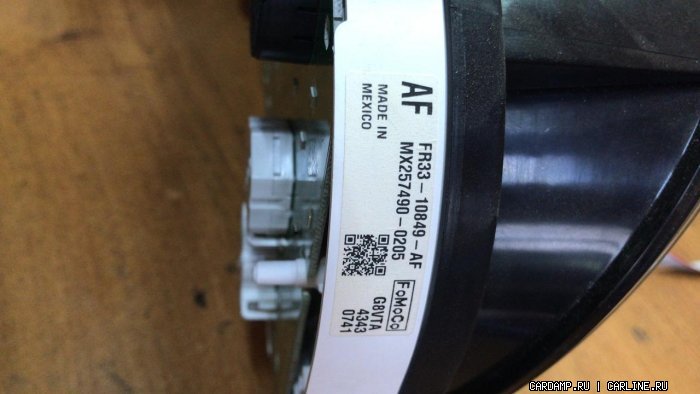 AF
FR33-10849-AF
MX257490-0205
MADE IN
MEXICO
FoMoCo
G8VTA
4343
0741
CARDAMP.RU | CARLINE.RU